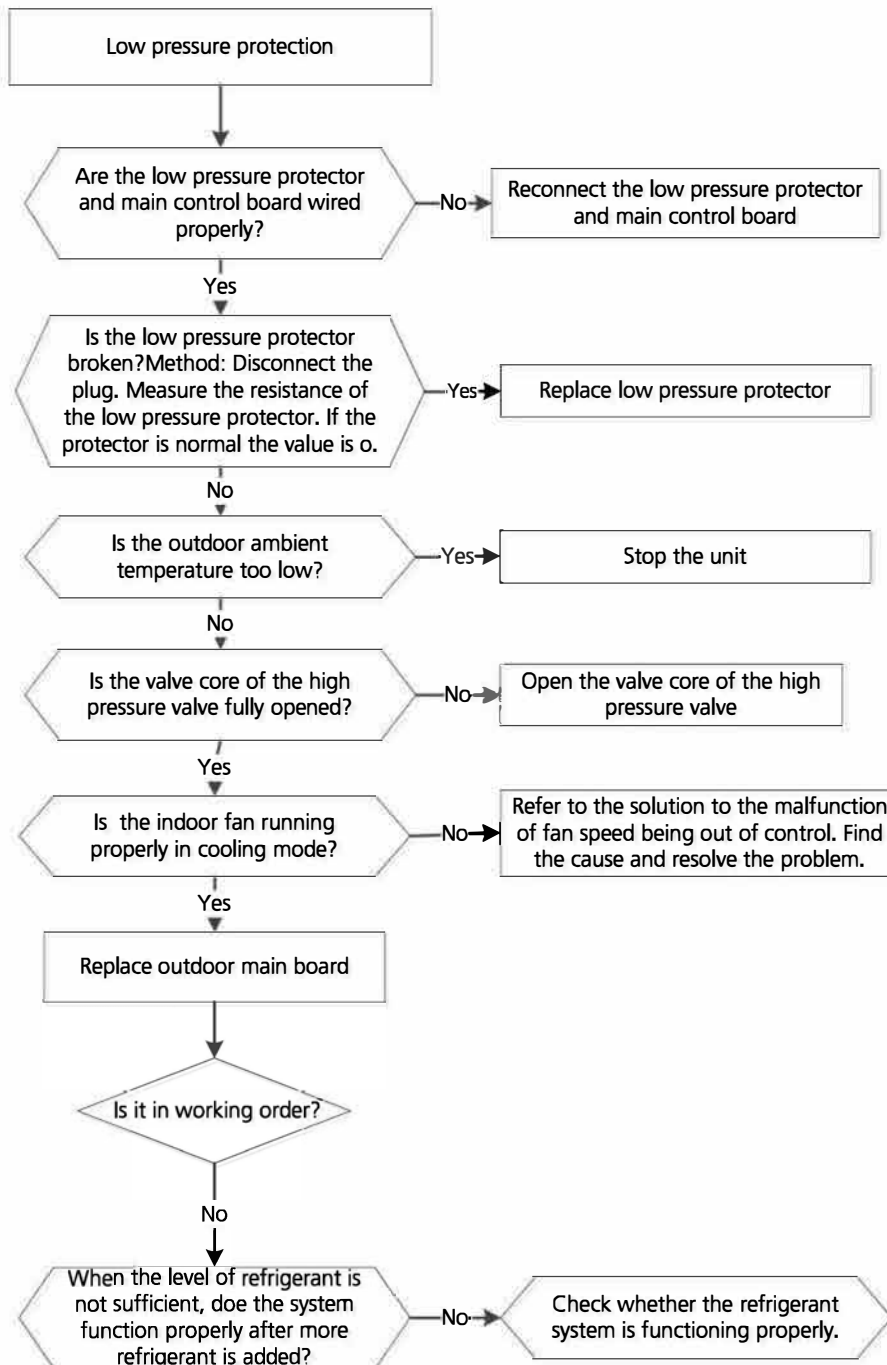 Low pressure protection
Are the low pressure protector
and main control board wired
properly?
No
Reconnect the low pressure protector
and main control board
Yes
Is the low pressure protector
broken?Method: Disconnect the
plug. Measure the resistance of
the low pressure protector. If the
protector is normal the value is o.
Yes
Replace low pressure protector
No
Is the outdoor ambient
temperature too low?
Yes
Stop the unit
No
Is the valve core of the high
pressure valve fully opened?
No
Open the valve core of the high
pressure valve
Yes
Is the indoor fan running
properly in cooling mode?
No
Refer to the solution to the malfunction
of fan speed being out of control. Find
the cause and resolve the problem.
Yes
Replace outdoor main board
Is it in working order?
No
When the level of refrigerant is
not sufficient, doe the system
function properly after more
refrigerant is added?
No
Check whether the refrigerant
system is functioning properly.